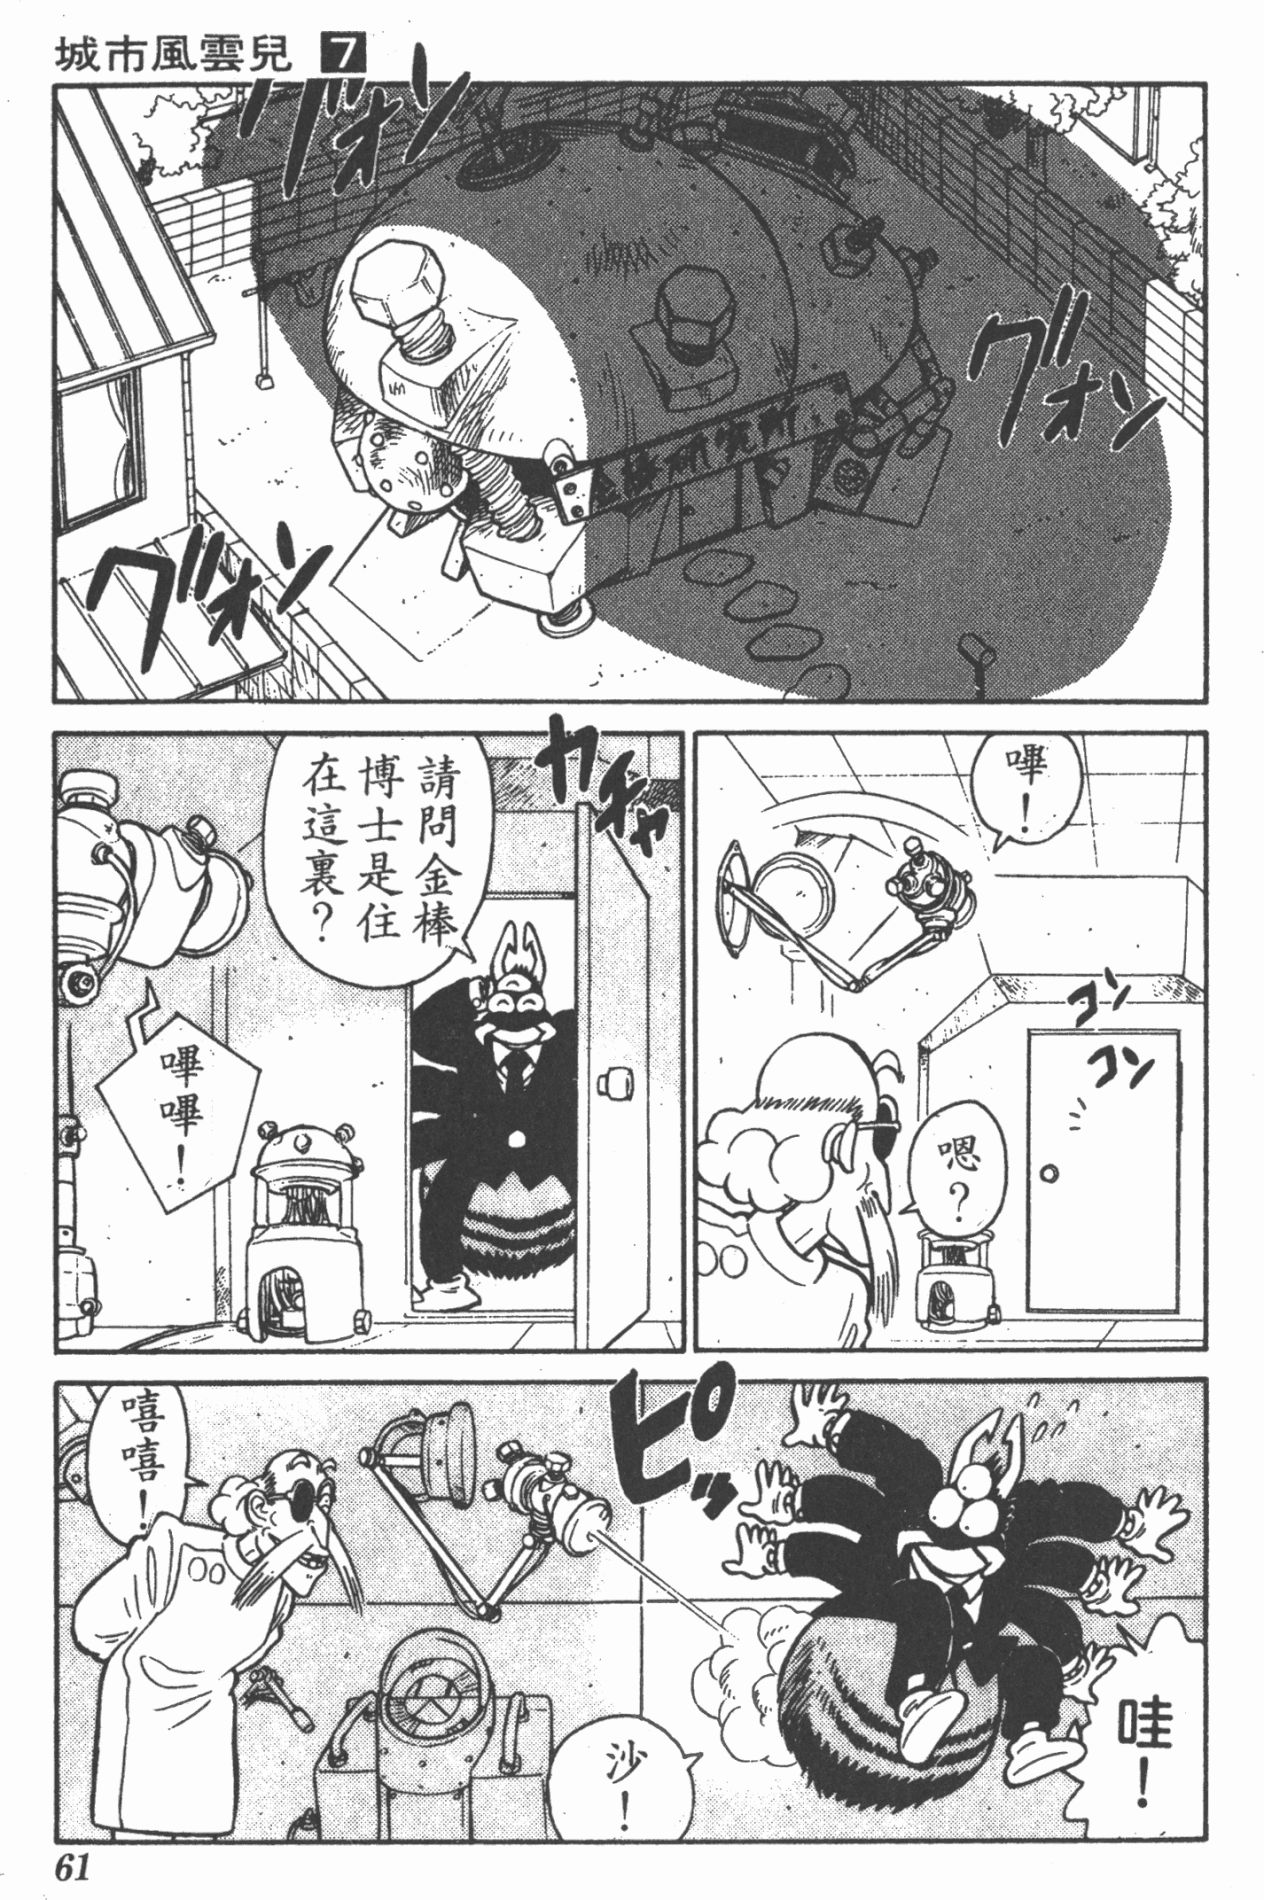 城市風雲兒 7
グオン
グオン
グオン
研究所
嗶!
コン
コン
嗯?
ガチャ
請問金棒
博士是住
在這裏?
嗶嗶!
ピピッ
哇!
沙!
嘻嘻!
61